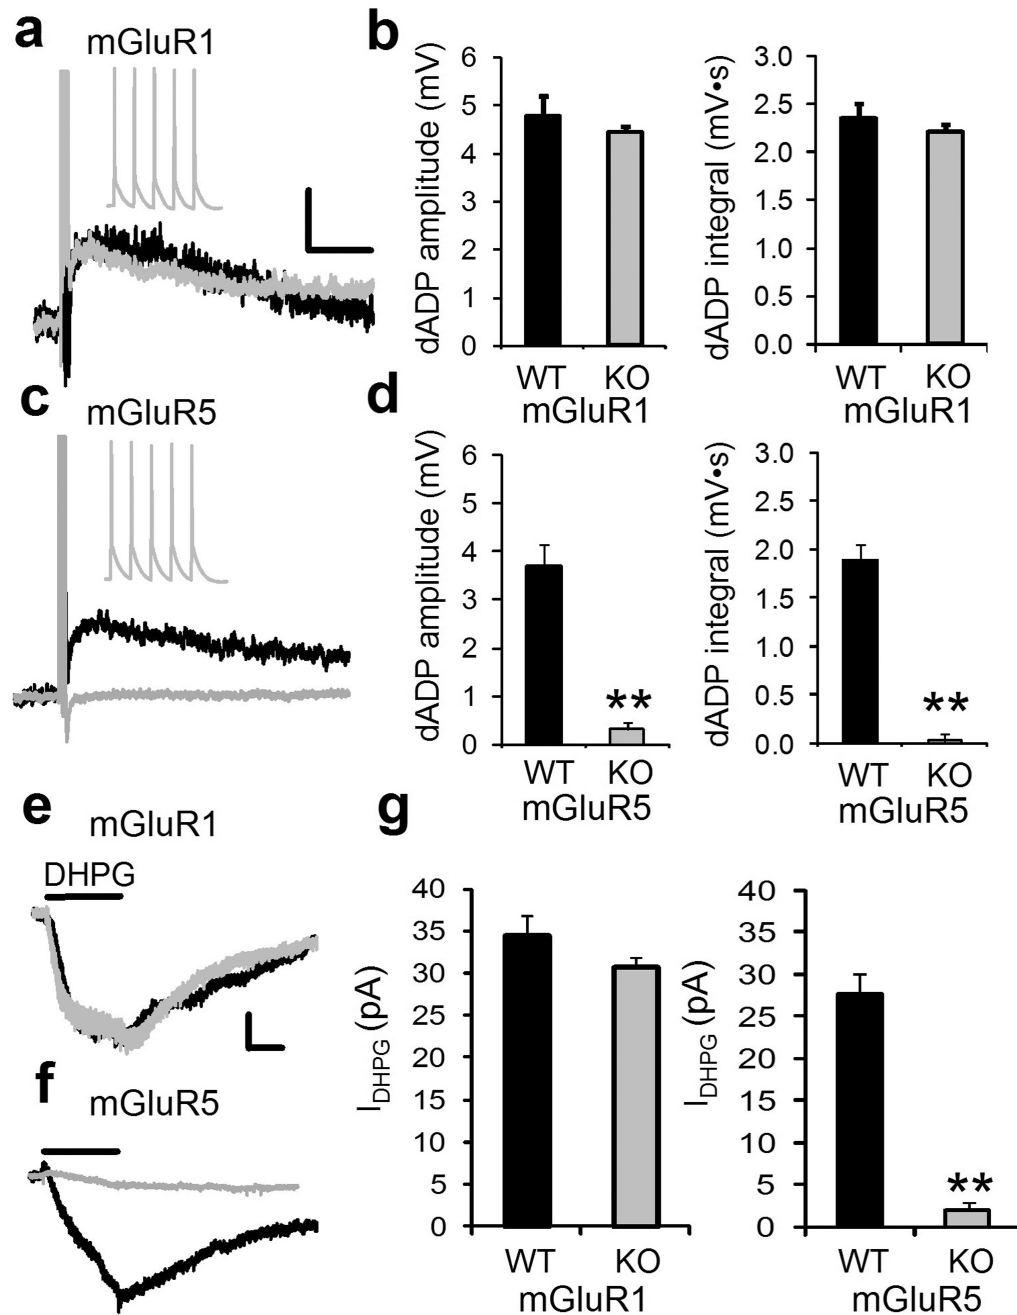 a
mGluR1
b
dADP amplitude (mV)
6
5
4
3
2
1
0
WT KO
mGluR1
dADP integral (mV•s)
3.0
2.5
2.0
1.5
1.0
0.5
0.0
WT KO
mGluR1
c
mGluR5
d
dADP amplitude (mV)
6
5
4
3
2
1
0
**
WT KO
mGluR5
dADP integral (mV•s)
3.0
2.5
2.0
1.5
1.0
0.5
0.0
**
WT KO
mGluR5
e
mGluR1
DHPG
f
mGluR5
g
IDHPG (pA)
40
35
30
25
20
15
10
5
0
WT KO
mGluR1
IDHPG (pA)
40
35
30
25
20
15
10
5
0
**
WT KO
mGluR5